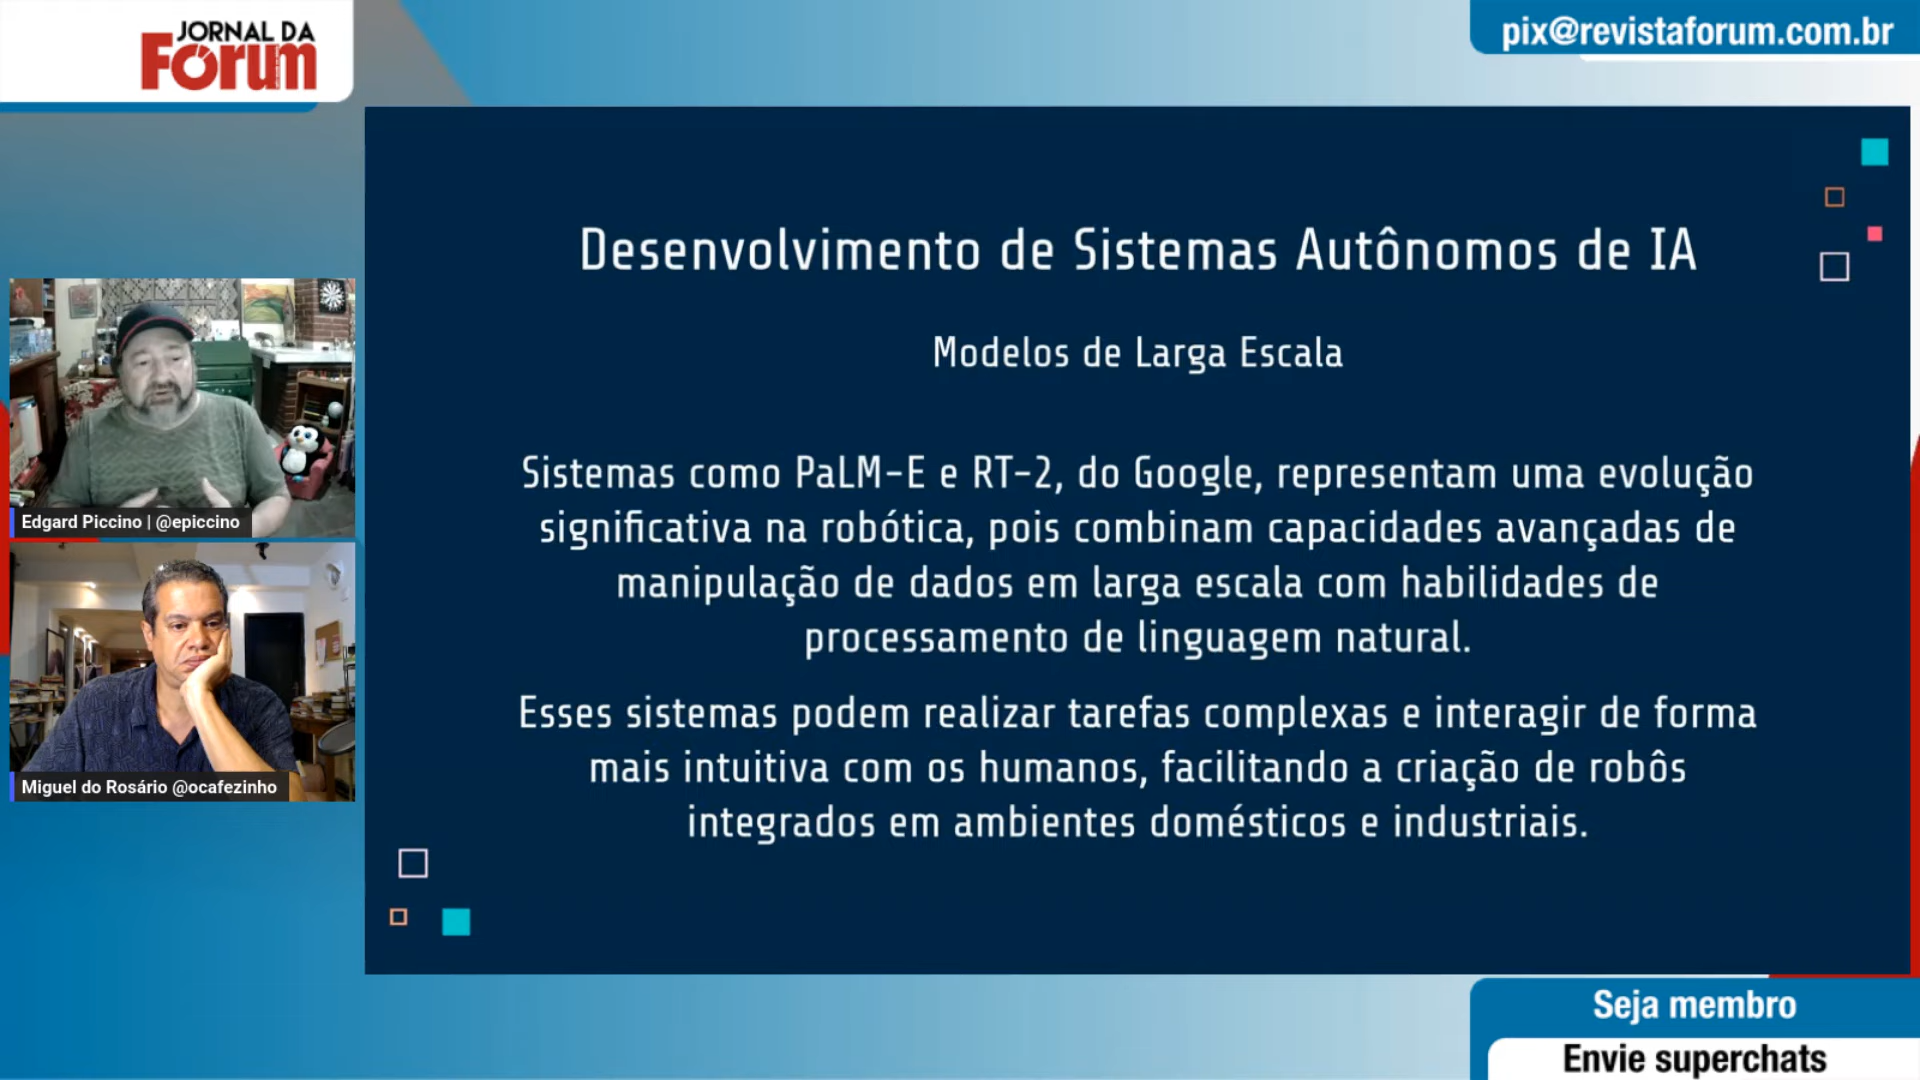 JORNAL DA
Fórum
pix@revistaforum.com.br
Desenvolvimento de Sistemas Autônomos de IA
Modelos de Larga Escala
Sistemas como PaLM-E e RT-2, do Google, representam uma evolução
significativa na robótica, pois combinam capacidades avançadas de
manipulação de dados em larga escala com habilidades de
processamento de linguagem natural.
Esses sistemas podem realizar tarefas complexas e interagir de forma
mais intuitiva com os humanos, facilitando a criação de robôs
integrados em ambientes domésticos e industriais.
Edgard Piccino | @epiccino
Miguel do Rosário @ocafezinho
Seja membro
Envie superchats